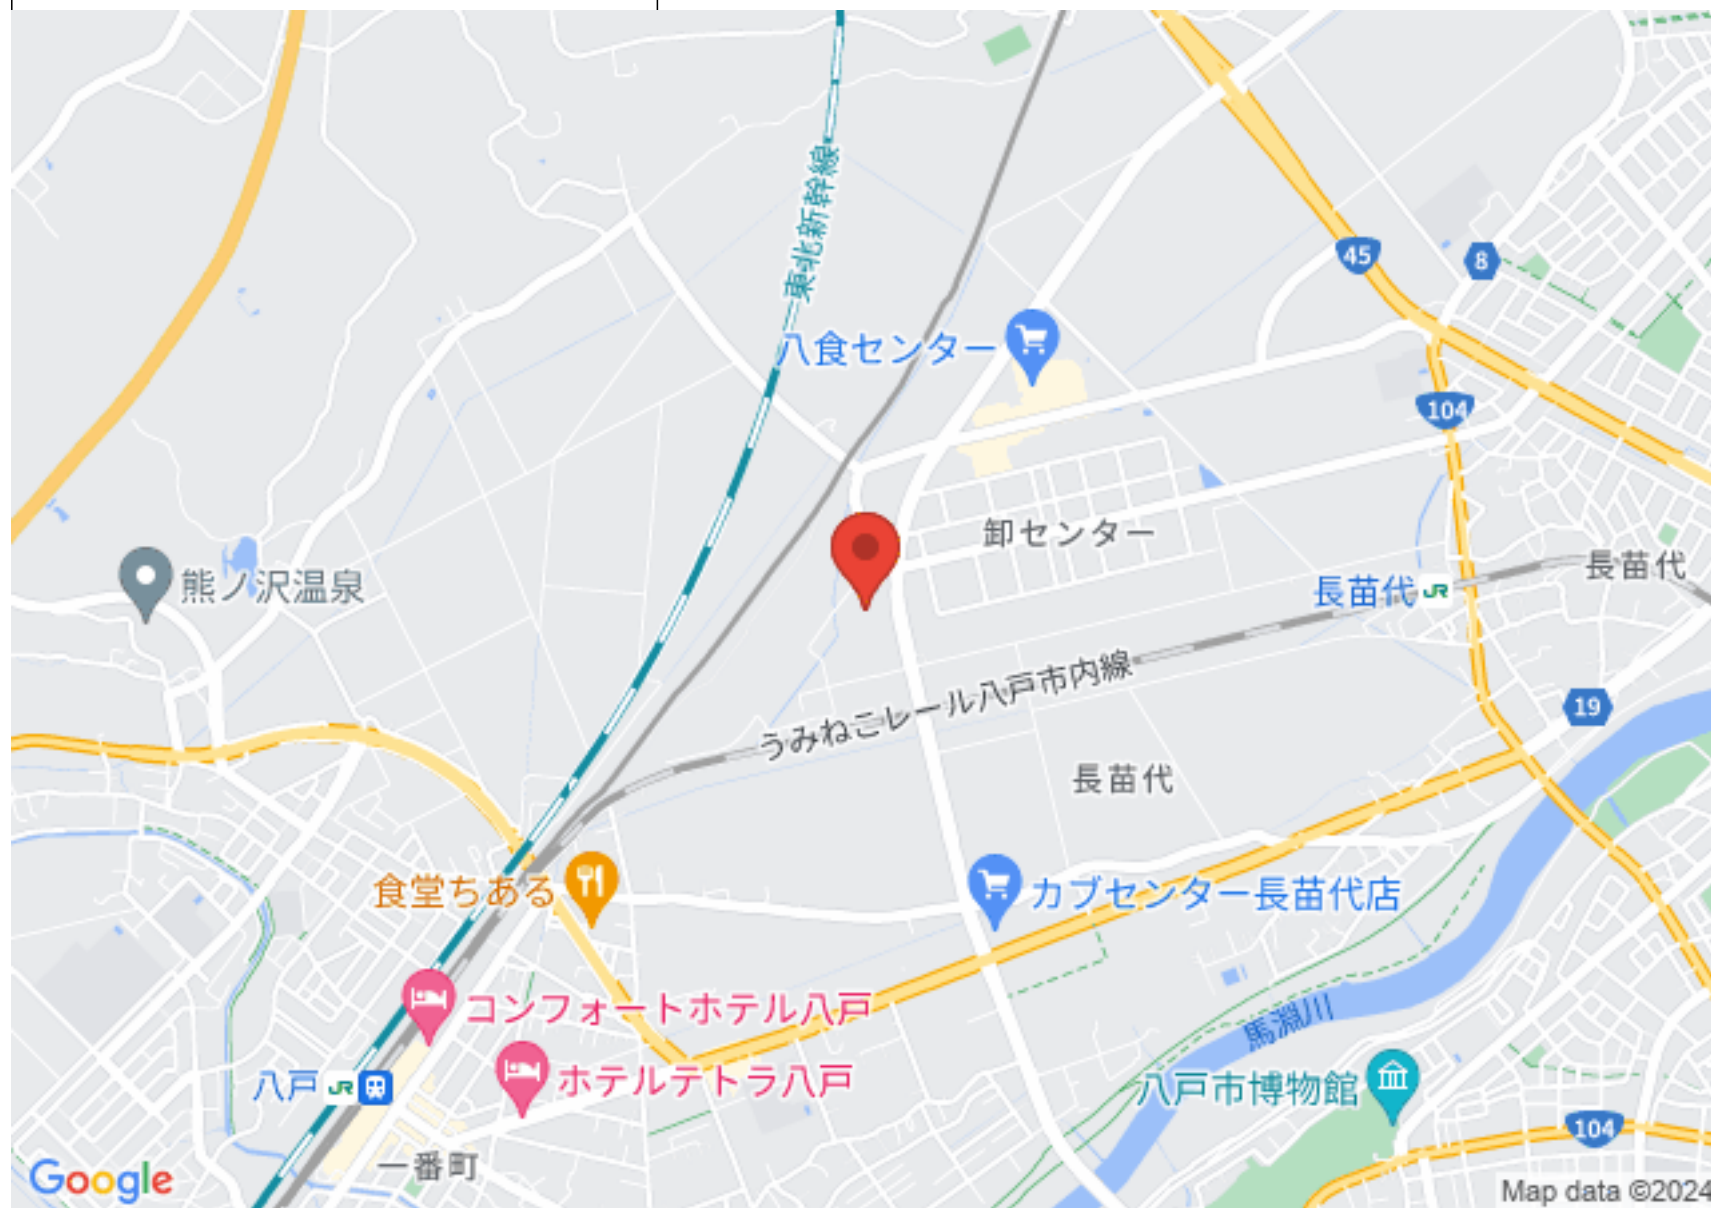 東北新幹線
45
8
八食センター
104
卸センター
長苗代
長苗代
熊ノ沢温泉
うみねこレール八戸市内線
19
長苗代
食堂ちある
カブセンター長苗代店
コンフォートホテル八戸
馬淵川
八戸
JR
ホテルテトラ八戸
八戸市博物館
104
一番町
Google
Map data ©2024